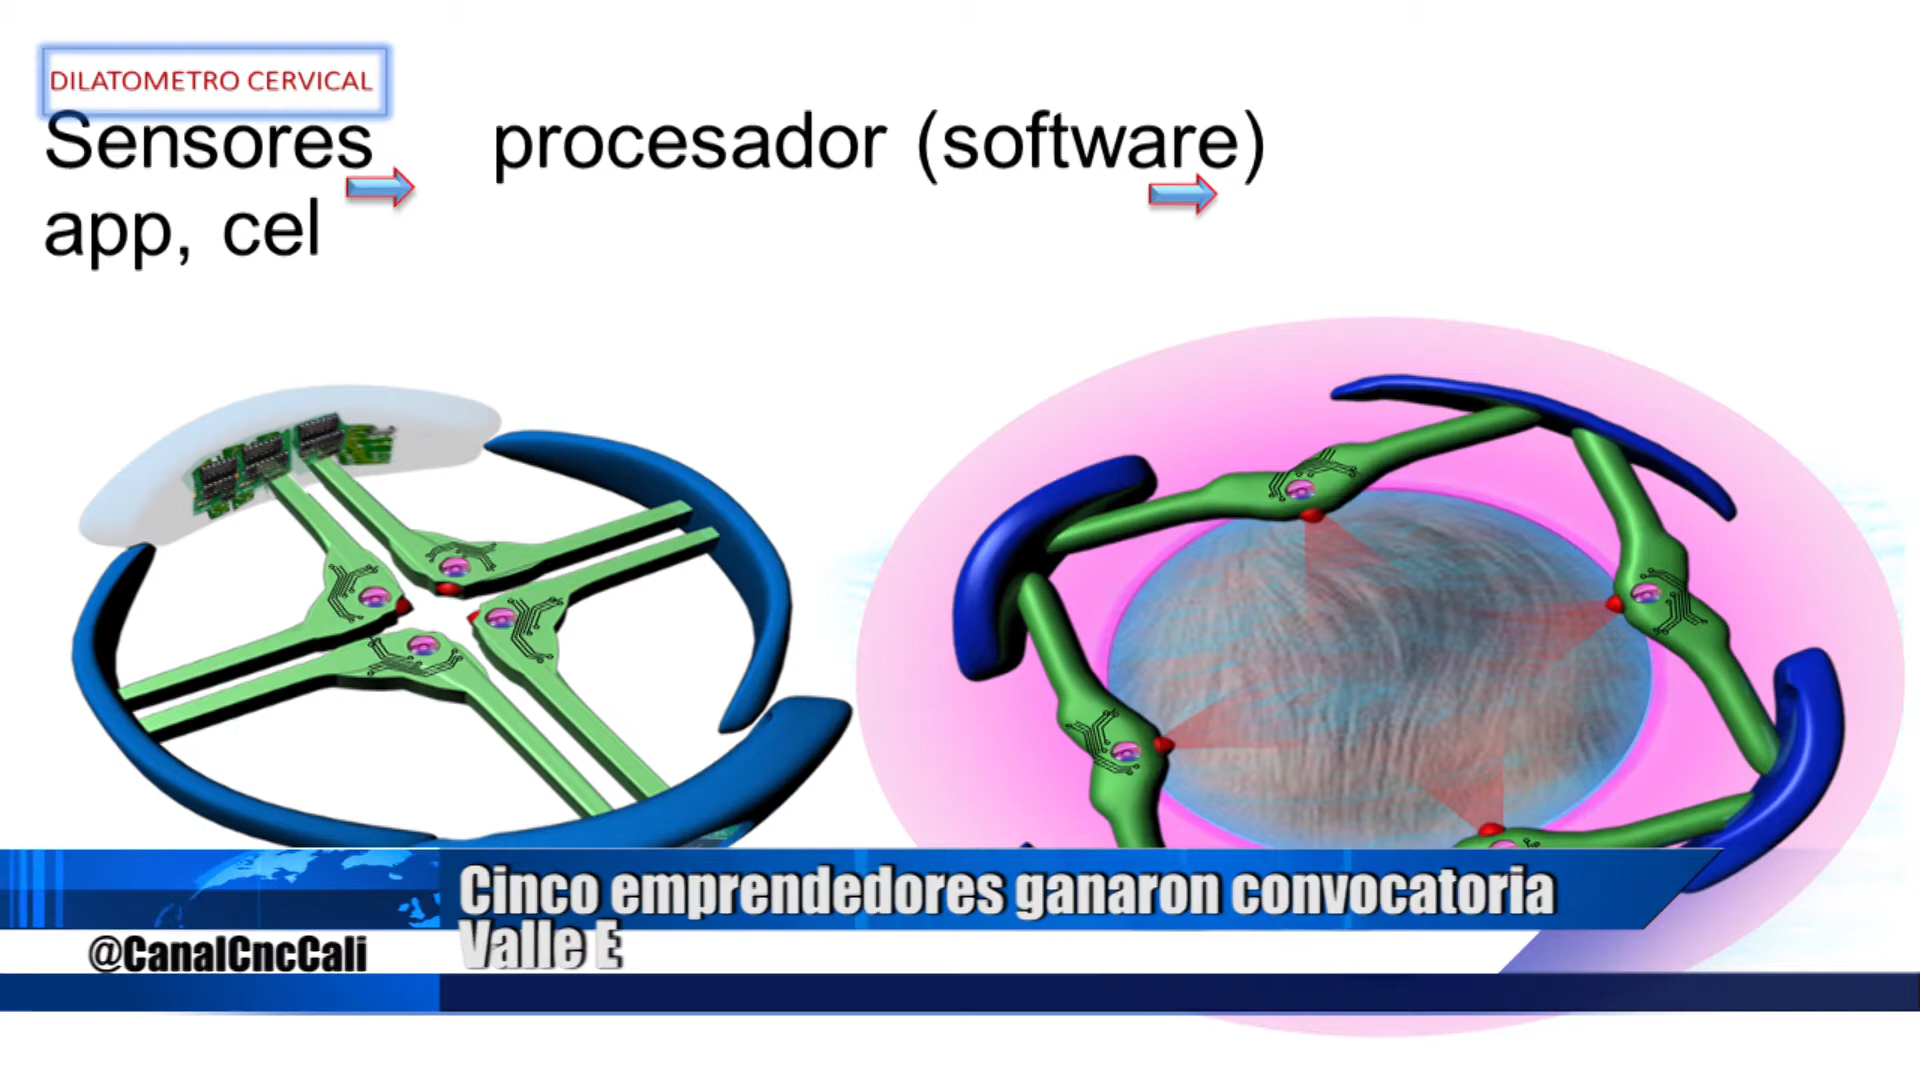 DILATOMETRO CERVICAL
Sensores procesador (software)
app, cel
Cinco emprendedores ganaron convocatoria
Valle E
@CanalCncCali